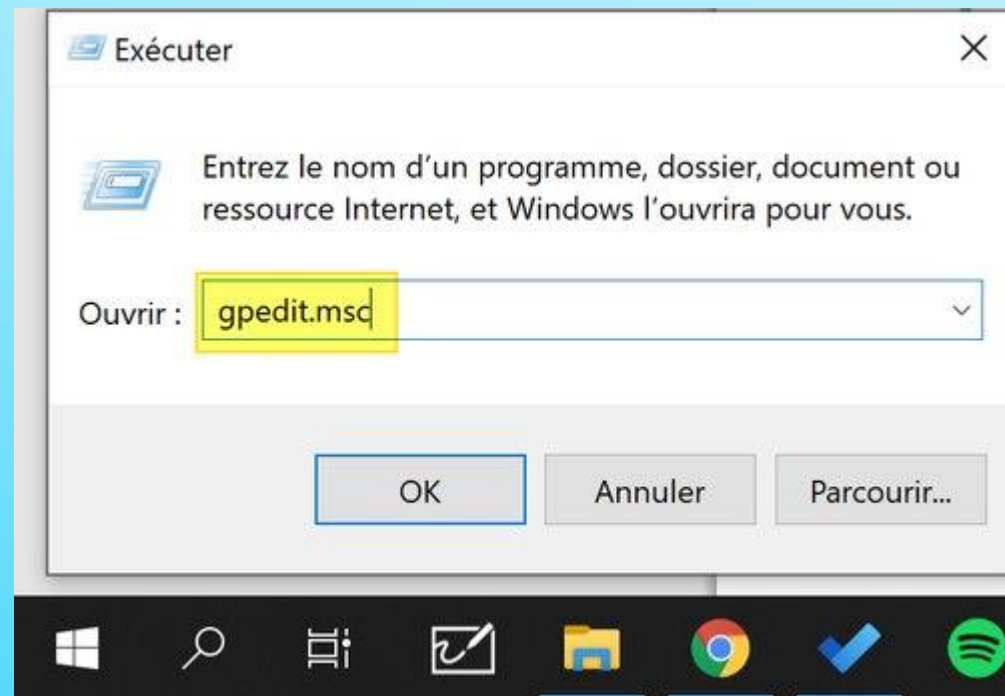 Exécuter
Entrez le nom d'un programme, dossier, document ou
ressource Internet, et Windows l'ouvrira pour vous.
Ouvrir : gpedit.msc
OK Annuler Parcourir...